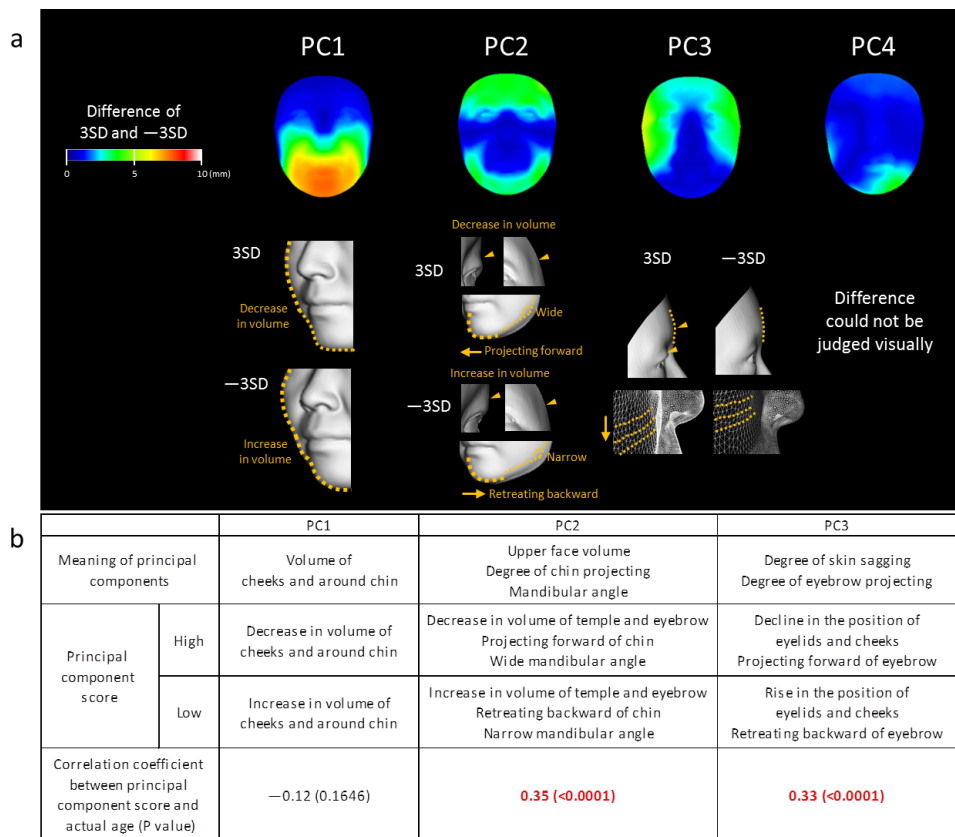 a
PC1
PC2
PC3
PC4
Difference of
3SD and —3SD
0
5
10 (mm)
3SD
Decrease
in volume
—3SD
Increase
in volume
Decrease in volume
3SD
Wide
Projecting forward
Increase in volume
—3SD
Narrow
Retreating backward
3SD
—3SD
Difference
could not be
judged visually
b
PC1
PC2
PC3
Meaning of principal
components
Volume of
cheeks and around chin
Upper face volume
Degree of chin projecting
Mandibular angle
Degree of skin sagging
Degree of eyebrow projecting
Principal
component
score
High
Decrease in volume of
cheeks and around chin
Decrease in volume of temple and eyebrow
Projecting forward of chin
Wide mandibular angle
Decline in the position of
eyelids and cheeks
Projecting forward of eyebrow
Low
Increase in volume of
cheeks and around chin
Increase in volume of temple and eyebrow
Retreating backward of chin
Narrow mandibular angle
Rise in the position of
eyelids and cheeks
Retreating backward of eyebrow
Correlation coefficient
between principal
component score and
actual age (P value)
—0.12 (0.1646)
0.35 (<0.0001)
0.33 (<0.0001)